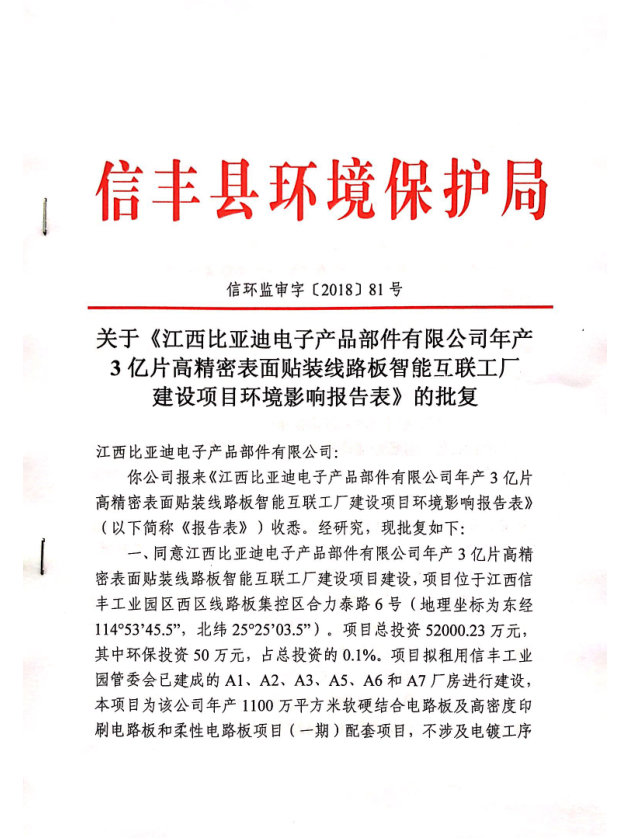 信丰县环境保护局
信环监审字〔2018〕81号
关于《江西比亚迪电子产品部件有限公司年产
3亿片高精密表面贴装线路板智能互联工厂
建设项目环境影响报告表》的批复
江西比亚迪电子产品部件有限公司：
你公司报来《江西比亚迪电子产品部件有限公司年产3亿片
高精密表面贴装线路板智能互联工厂建设项目环境影响报告表》
（以下简称《报告表》）收悉。经研究，现批复如下：
一、同意江西比亚迪电子产品部件有限公司年产3亿片高精
密表面贴装线路板智能互联工厂建设项目建设，项目位于江西信
丰工业园区西区线路板集控区合力泰路6号（地理坐标为东经
114°53'45.5"，北纬25°25'03.5"）。项目总投资52000.23万元，
其中环保投资50万元，占总投资的0.1%。项目拟租用信丰工业
园管委会已建成的A1、A2、A3、A5、A6和A7厂房进行建设，
本项目为该公司年产1100万平方米软硬结合电路板及高密度印
刷电路板和柔性电路板项目（一期）配套项目，不涉及电镀工序